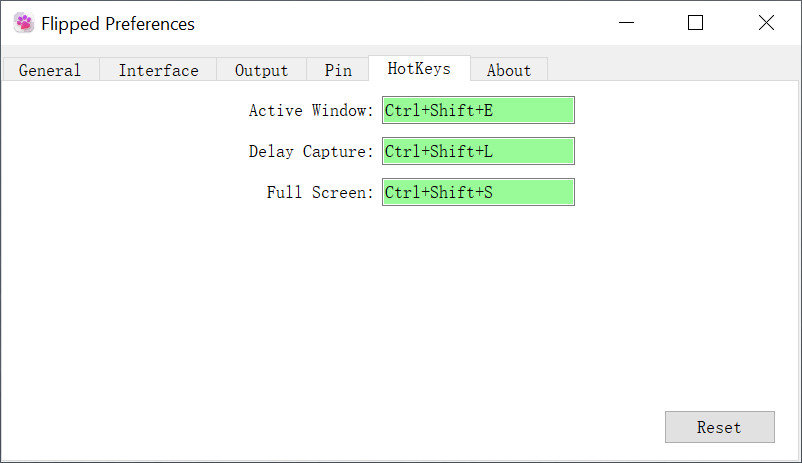 Flipped Preferences
General Interface Output Pin HotKeys About
Active Window: Ctrl+Shift+E
Delay Capture: Ctrl+Shift+L
Full Screen: Ctrl+Shift+S
Reset